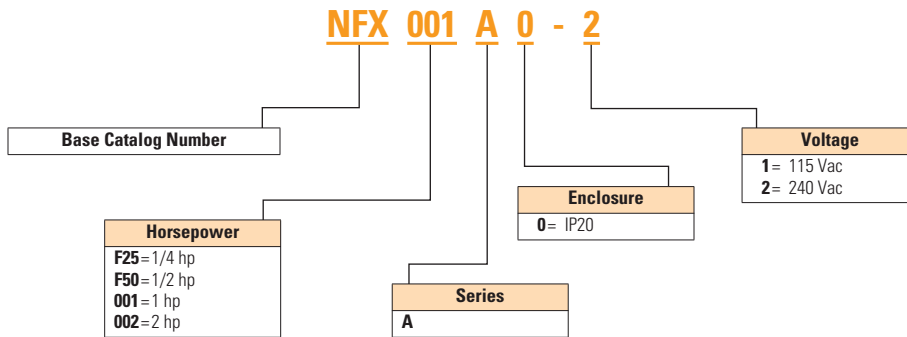 NFX 001 A 0 - 2
Base Catalog Number
Horsepower
F25=1/4 hp
F50=1/2 hp
001=1 hp
002=2 hp
Series
A
Enclosure
0= IP20
Voltage
1= 115 Vac
2= 240 Vac